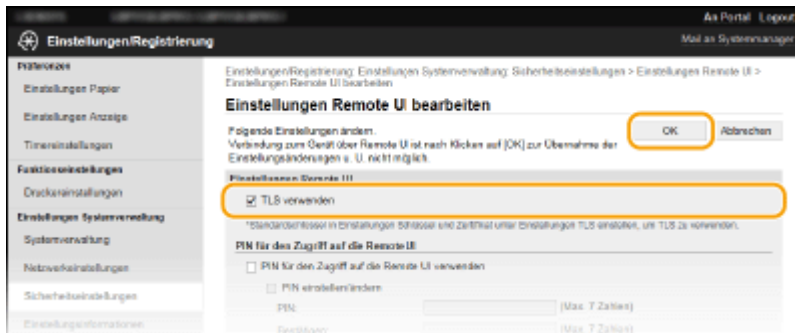 An Portal Logout
Einstellungen/Registrierung
Mail an Systemmanager
Präferenzen
Einstellungen Papier
Einstellungen Anzeige
Timereinstellungen
Funktionseinstellungen
Druckereinstellungen
Einstellungen Systemverwaltung
Systemverwaltung
Netzwerkeinstellungen
Sicherheitseinstellungen
Einstellungsinformationen
Einstellungen/Registrierung: Einstellungen Systemverwaltung: Sicherheitseinstellungen > Einstellungen Remote UI >
Einstellungen Remote UI bearbeiten
Einstellungen Remote UI bearbeiten
Folgende Einstellungen ändern.
Verbindung zum Gerät über Remote UI ist nach Klicken auf [OK] zur Übernahme der
Einstellungsänderungen u. U. nicht möglich.
OK
Abbrechen
Einstellungen Remote UI
TLS verwenden
*Standardschlüssel in Einstellungen Schlüssel und Zertifikat unter Einstellungen TLS einstellen, um TLS zu verwenden.
PIN für den Zugriff auf die Remote UI
PIN für den Zugriff auf die Remote UI verwenden
PIN einstellen/ändern
PIN:
(Max. 7 Zahlen)
Bestätigen:
(Max. 7 Zahlen)